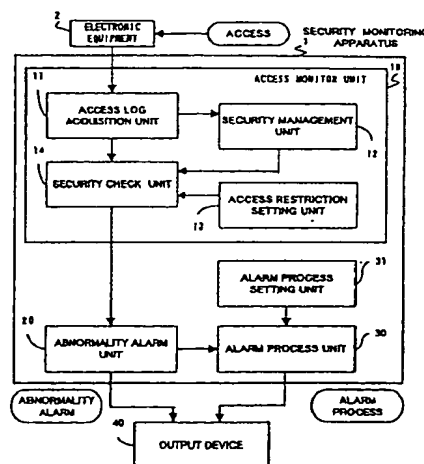 2
ELECTRONIC
EQUIPMENT
ACCESS
SECURITY MONITORING
APPARATUS
ACCESS MONITOR UNIT
11
ACCESS LOG
ACQUISITION UNIT
SECURITY MANAGEMENT
UNIT
12
14
SECURITY CHECK UNIT
ACCESS RESTRICTION
SETTING UNIT
13
ALARM PROCESS
SETTING UNIT
31
20
ABNORMALITY ALARM
UNIT
ALARM PROCESS UNIT
30
ABNORMALITY
ALARM
ALARM
PROCESS
40
OUTPUT DEVICE